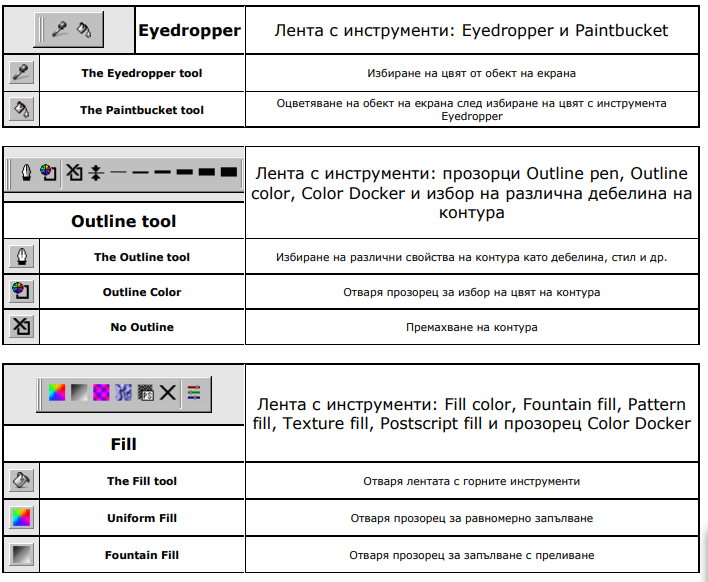 Eyedropper
Лента с инструменти: Eyedropper и Paintbucket
The Eyedropper tool
Избиране на цвят от обект на екрана
The Paintbucket tool
Оцветяване на обект на екрана след избиране на цвят с инструмента
Eyedropper
Лента с инструменти: прозорци Outline pen, Outline
color, Color Docker и избор на различна дебелина на
контура
Outline tool
The Outline tool
Избиране на различни свойства на контура като дебелина, стил и др.
Outline Color
Отваря прозорец за избор на цвят на контура
No Outline
Премахване на контура
Лента с инструменти: Fill color, Fountain fill, Pattern
fill, Texture fill, Postscript fill и прозорец Color Docker
Fill
The Fill tool
Отваря лентата с горните инструменти
Uniform Fill
Отваря прозорец за равномерно запълване
Fountain Fill
Отваря прозорец за запълване с преливане